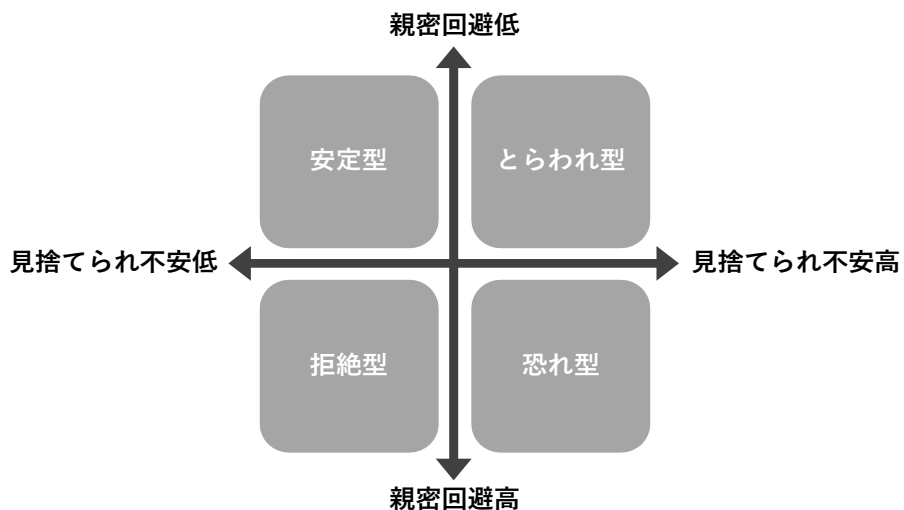 親密回避低
安定型
とらわれ型
見捨てられ不安低
見捨てられ不安高
拒絶型
恐れ型
親密回避高